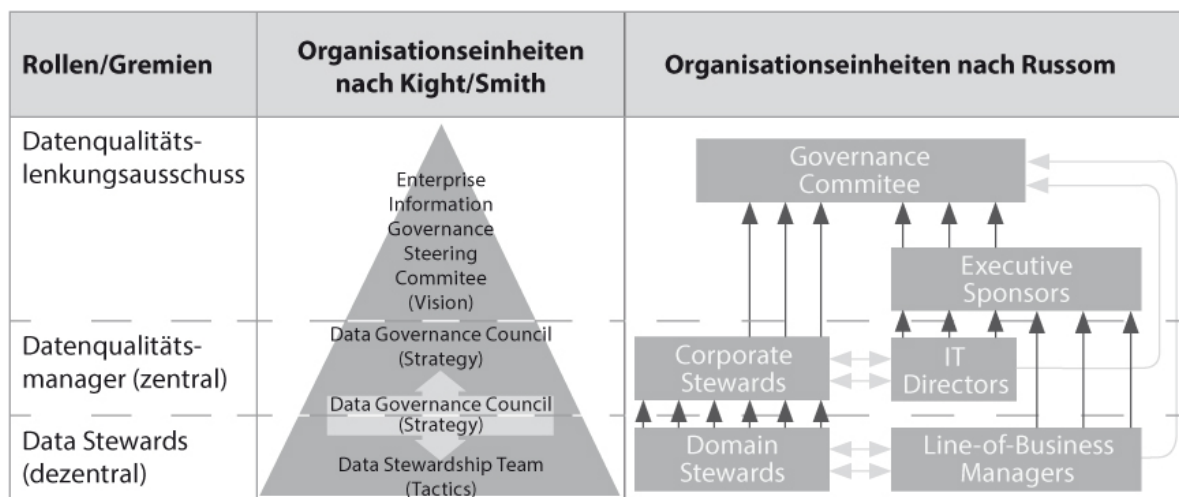 Rollen/Gremien
Organisationseinheiten
nach Kight/Smith
Organisationseinheiten nach Russom
Datenqualitäts-
lenkungsausschuss
Enterprise
Information
Governance
Steering
Commitee
(Vision)
Governance
Commitee
Executive
Sponsors
Datenqualitäts-
manager (zentral)
Data Governance Council
(Strategy)
Data Governance Council
(Strategy)
Corporate
Stewards
IT
Directors
Data Stewards
(dezentral)
Data Stewardship Team
(Tactics)
Domain
Stewards
Line-of-Business
Managers